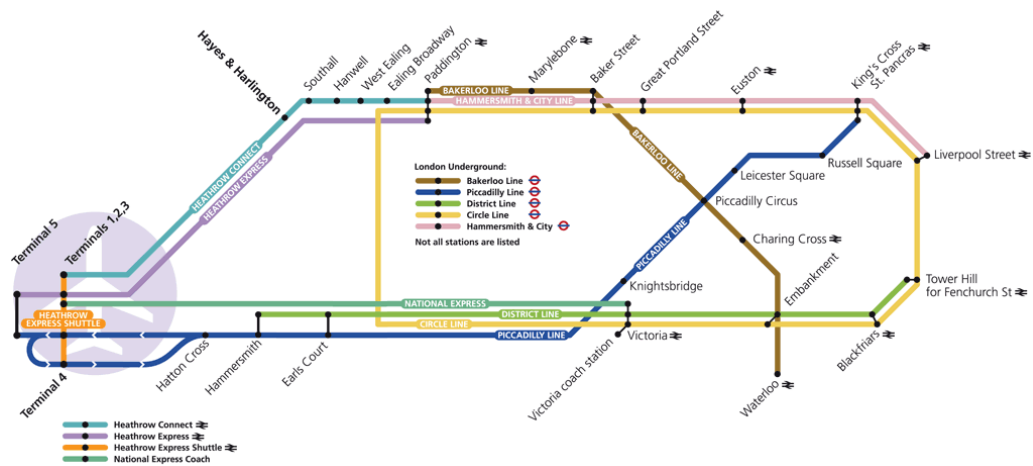 Hayes & Harlington
Southall
Hanwell
West Ealing
Ealing Broadway
Paddington
Marylebone
Baker Street
Great Portland Street
Euston
King's Cross
St. Pancras
BAKERLOO LINE
HAMMERSMITH & CITY LINE
BAKERLOO LINE
Liverpool Street
Russell Square
Leicester Square
Piccadilly Circus
Charing Cross
HEATHROW CONNECT
HEATHROW EXPRESS
London Underground:
Bakerloo Line
Piccadilly Line
District Line
Circle Line
Hammersmith & City
Not all stations are listed
PICCADILLY LINE
Knightsbridge
Terminal 5
Terminals 1,2,3
Embankment
Tower Hill
for Fenchurch St
NATIONAL EXPRESS
HEATHROW
EXPRESS SHUTTLE
DISTRICT LINE
CIRCLE LINE
PICCADILLY LINE
Victoria
Blackfriars
Terminal 4
Hatton Cross
Hammersmith
Earls Court
Victoria coach station
Waterloo
Heathrow Connect
Heathrow Express
Heathrow Express Shuttle
National Express Coach